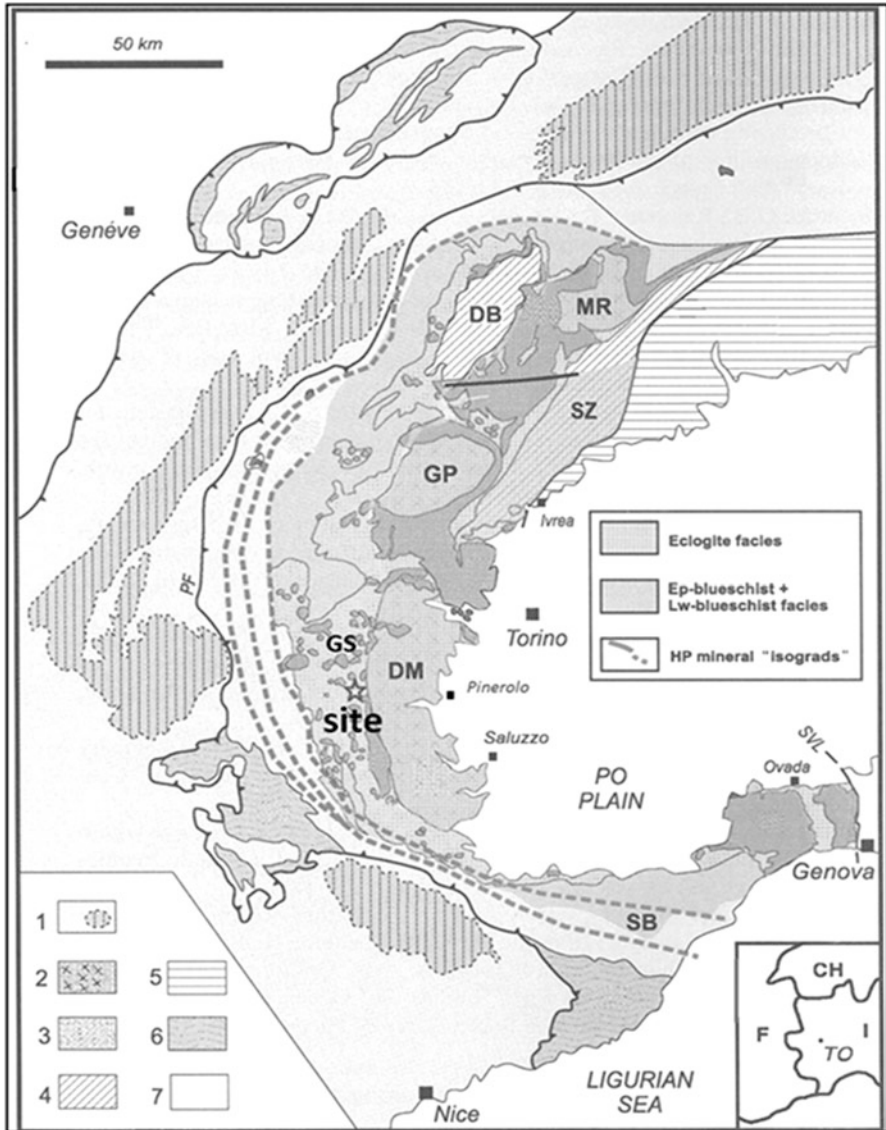 50 km
Genéve
DB
MR
SZ
GP
Ivrea
Eclogite facies
Ep-blueschist +
Lw-blueschist facies
HP mineral "isograds"
PF
Torino
GS
DM
Pinerolo
site
Saluzzo
PO
PLAIN
SVL
Ovada
Genova
SB
1
2
3
4
5
6
7
CH
F
I
TO
LIGURIAN
SEA
Nice